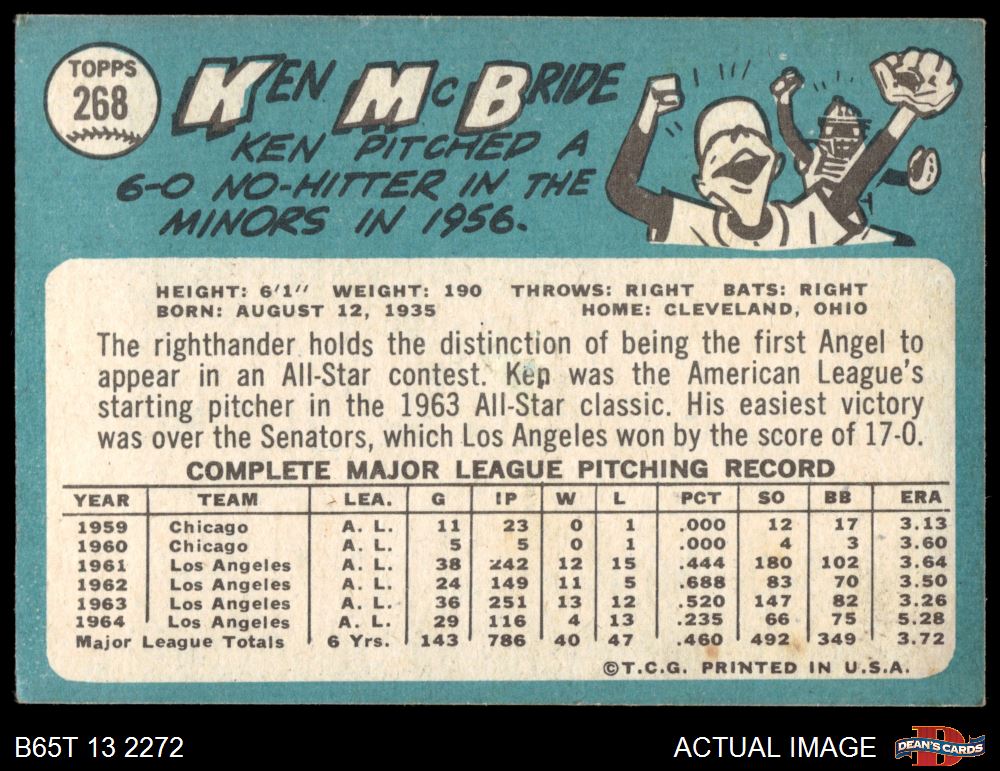 TOPPS
268
KEN McBRIDE
KEN PITCHED A
6-0 NO-HITTER IN THE
MINORS IN 1956.
HEIGHT: 6'1" WEIGHT: 190 THROWS: RIGHT BATS: RIGHT
BORN: AUGUST 12, 1935 HOME: CLEVELAND, OHIO
The righthander holds the distinction of being the first Angel to
appear in an All-Star contest. Ken was the American League's
starting pitcher in the 1963 All-Star classic. His easiest victory
was over the Senators, which Los Angeles won by the score of 17-0.
COMPLETE MAJOR LEAGUE PITCHING RECORD
YEAR TEAM LEA. G IP W L PCT SO BB ERA
1959 Chicago A. L. 11 23 0 1 .000 12 17 3.13
1960 Chicago A. L. 5 5 0 1 .000 4 3 3.60
1961 Los Angeles A. L. 38 242 12 15 .444 180 102 3.64
1962 Los Angeles A. L. 24 149 11 5 .688 83 70 3.50
1963 Los Angeles A. L. 36 251 13 12 .520 147 82 3.26
1964 Los Angeles A. L. 29 116 4 13 .235 66 75 5.28
Major League Totals 6 Yrs. 143 786 40 47 .460 492 349 3.72
©T.C.G. PRINTED IN U.S.A.
B65T 13 2272 ACTUAL IMAGE D DEAN'S CARDS